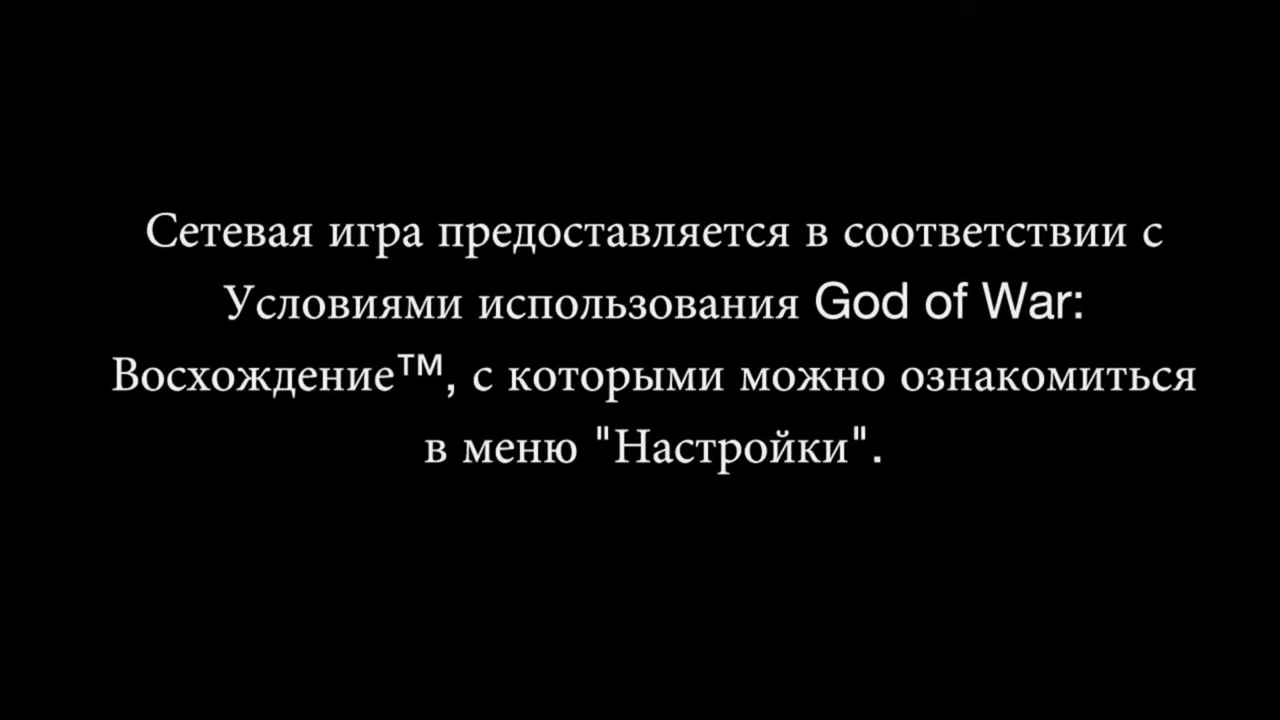 Сетевая игра предоставляется в соответствии с
Условиями использования God of War:
Восхождение™, с которыми можно ознакомиться
в меню "Настройки".